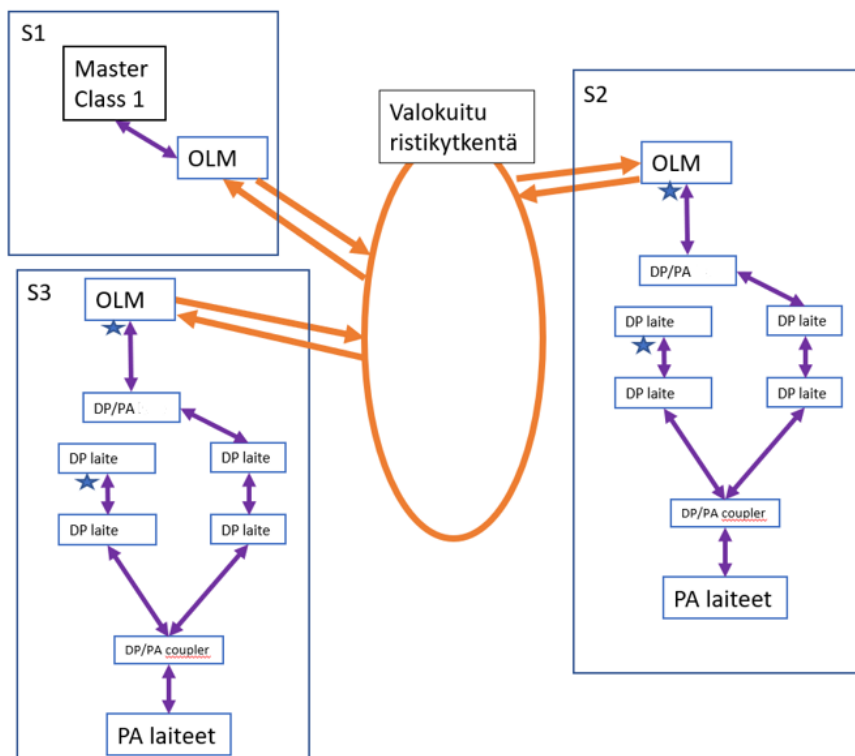 S1
Master
Class 1
OLM
Valokuitu
ristikytkentä
S2
OLM
DP/PA
DP laite
DP laite
DP laite
DP laite
DP/PA coupler
PA laiteet
S3
OLM
DP/PA
DP laite
DP laite
DP laite
DP laite
DP/PA coupler
PA laiteet